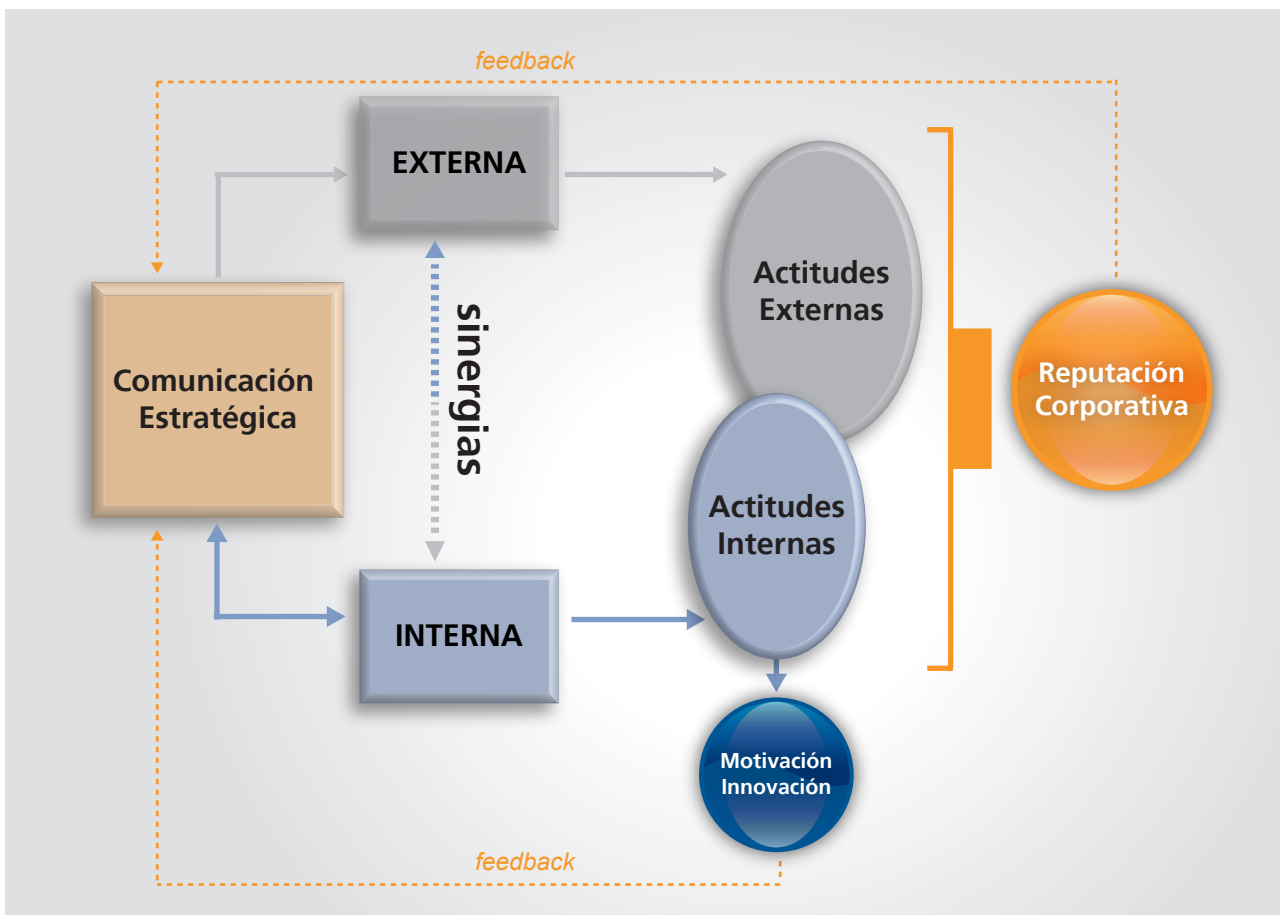 feedback
EXTERNA
Actitudes
Externas
sinergias
Comunicación
Estratégica
Reputación
Corporativa
Actitudes
Internas
INTERNA
Motivación
Innovación
feedback